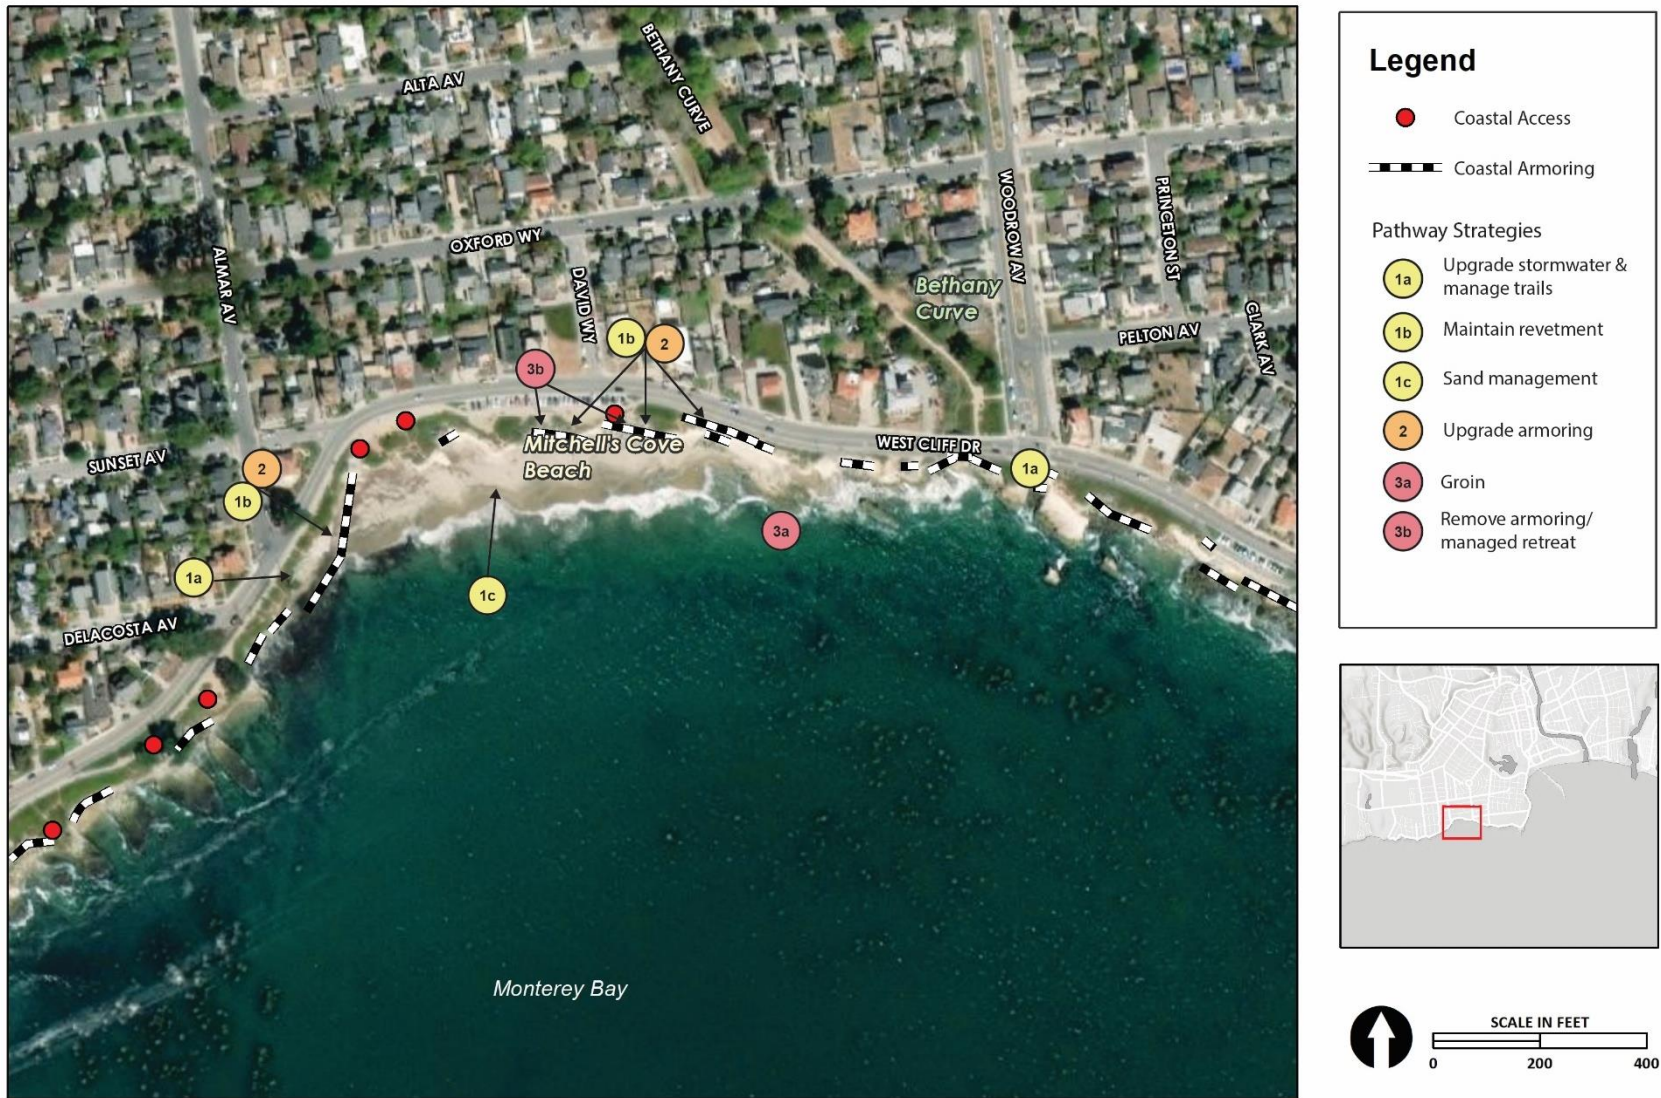 ALTA AV
BETHANY CURVE
OXFORD WY
ALMAR AV
DAVID WY
WOODROW AV
PRINCETON ST
Bethany
Curve
PELTON AV
CLARK AV
1b
2
3b
SUNSET AV
2
1b
Mitchell's Cove
Beach
WEST CLIFF DR
1a
3a
1a
1c
DELACOSTA AV
Monterey Bay
Legend
Coastal Access
Coastal Armoring
Pathway Strategies
1a Upgrade stormwater &
manage trails
1b Maintain revetment
1c Sand management
2 Upgrade armoring
3a Groin
3b Remove armoring/
managed retreat
SCALE IN FEET
0 200 400